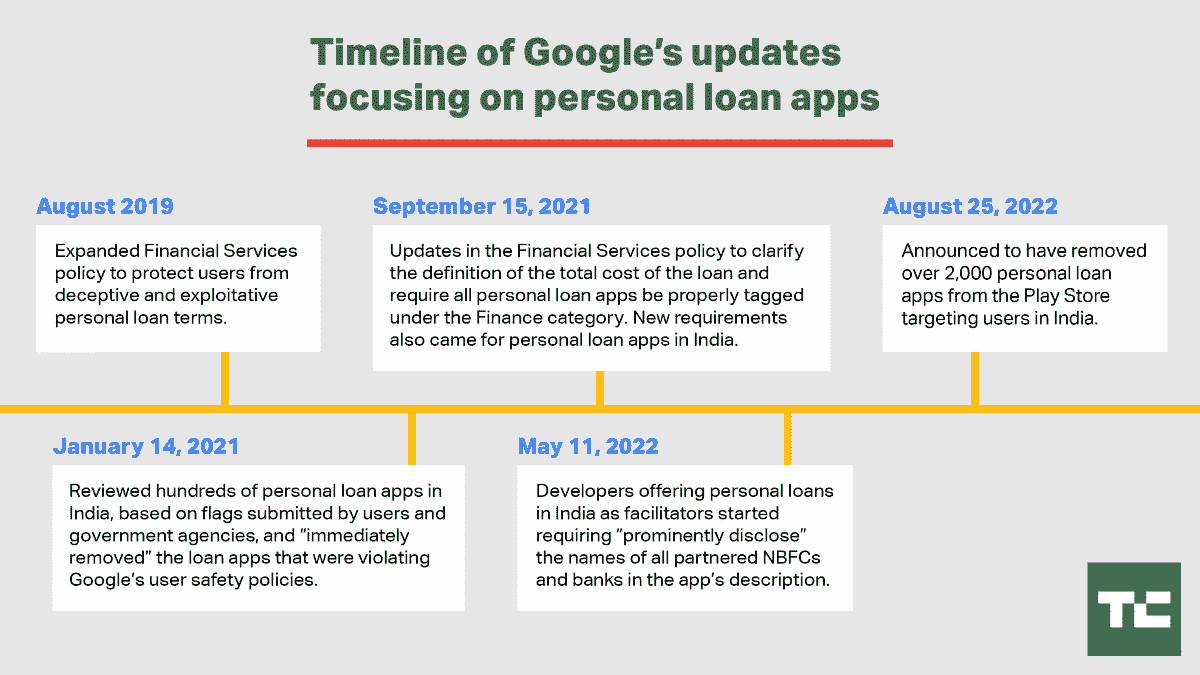 Timeline of Google's updates
focusing on personal loan apps
August 2019
Expanded Financial Services
policy to protect users from
deceptive and exploitative
personal loan terms.
January 14, 2021
Reviewed hundreds of personal loan apps in
India, based on flags submitted by users and
government agencies, and "immediately
removed" the loan apps that were violating
Google's user safety policies.
September 15, 2021
Updates in the Financial Services policy to clarify
the definition of the total cost of the loan and
require all personal loan apps be properly tagged
under the Finance category. New requirements
also came for personal loan apps in India.
May 11, 2022
Developers offering personal loans
in India as facilitators started
requiring "prominently disclose"
the names of all partnered NBFCs
and banks in the app's description.
August 25, 2022
Announced to have removed
over 2,000 personal loan
apps from the Play Store
targeting users in India.
TC